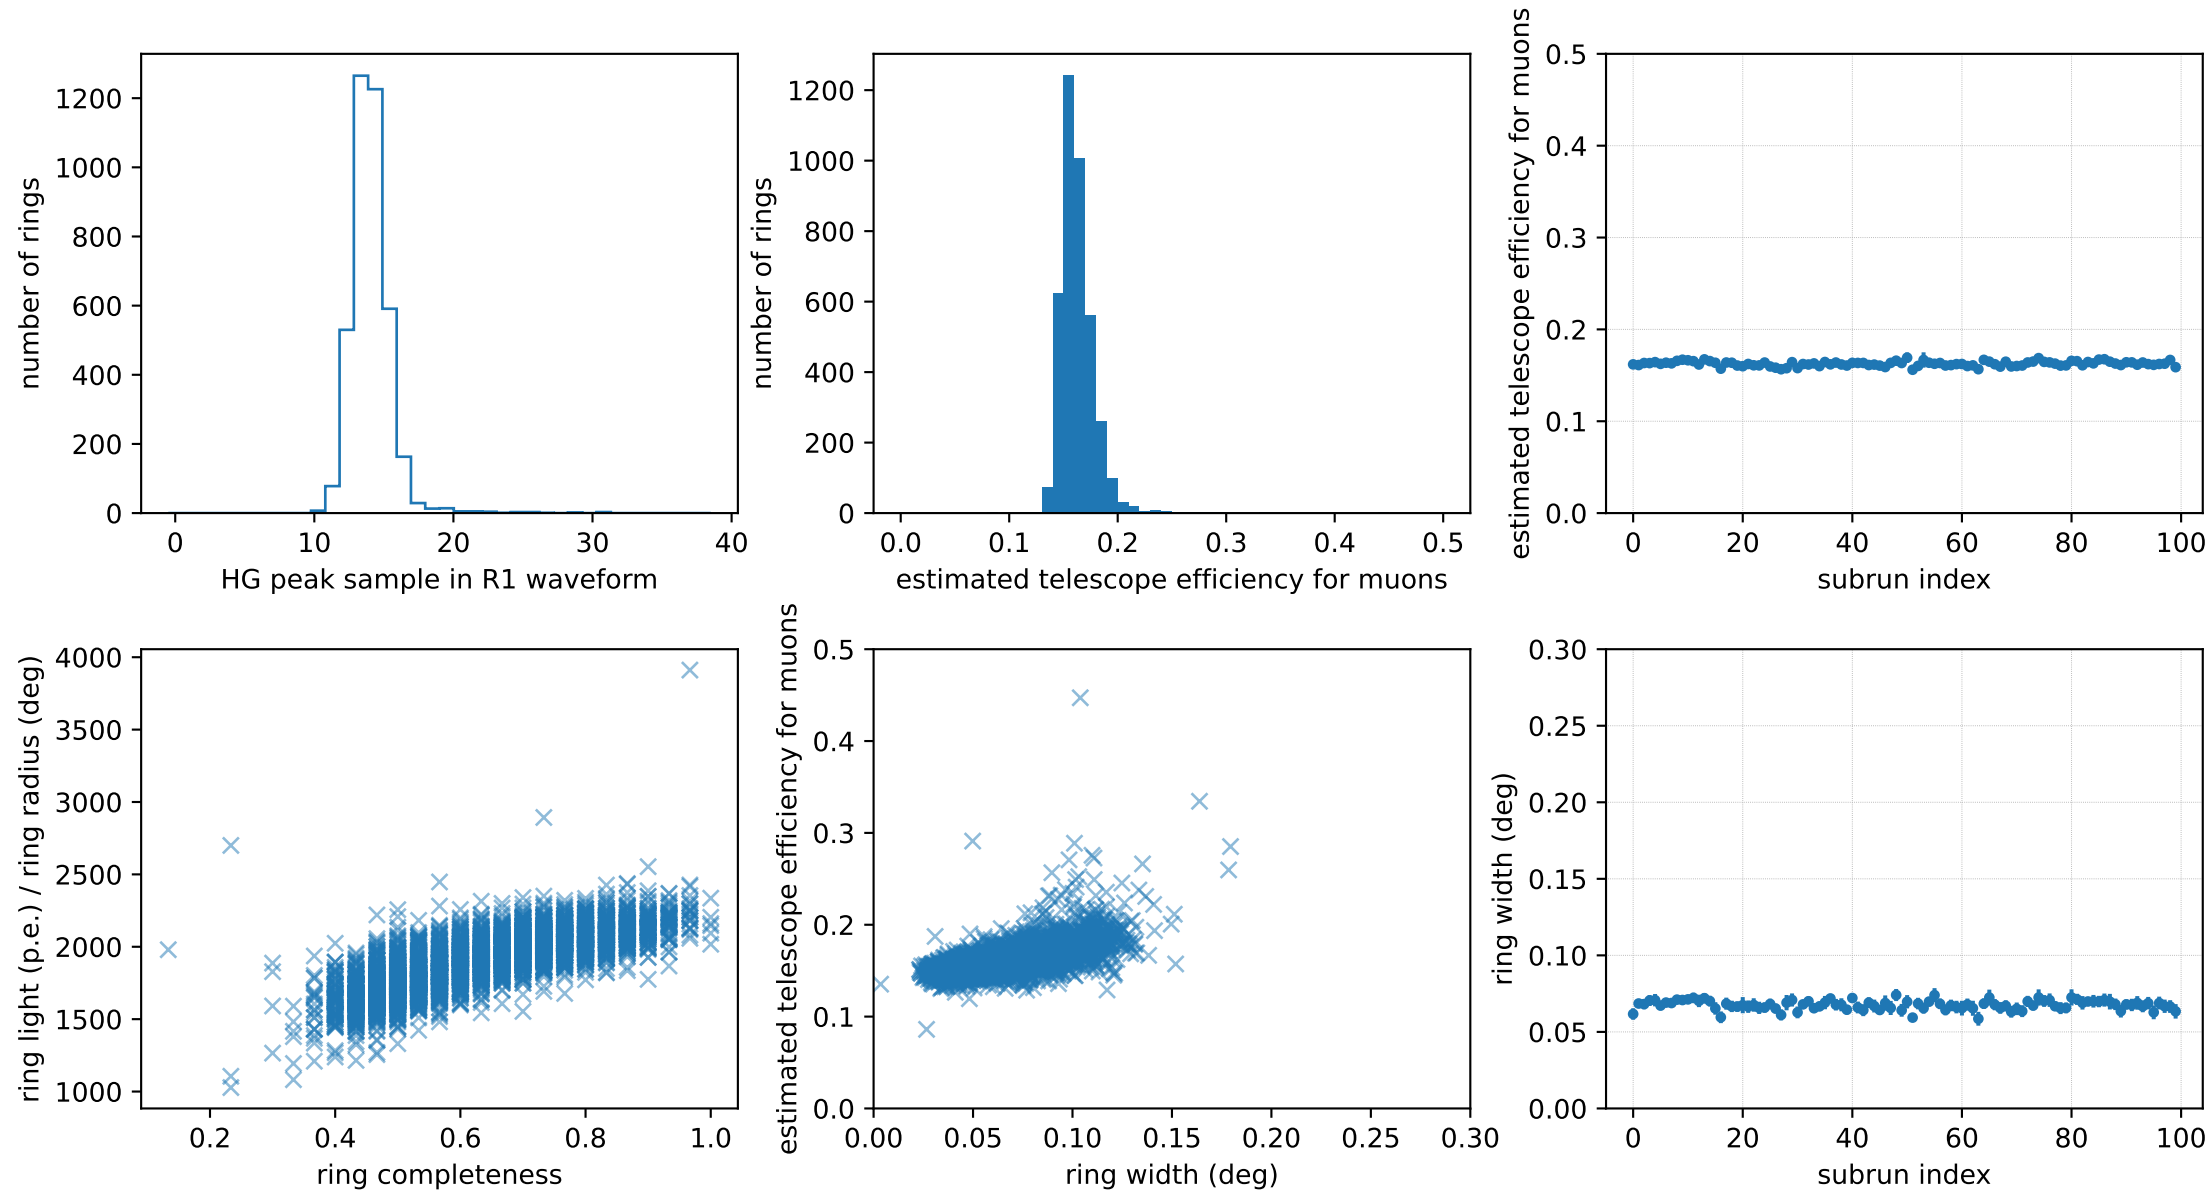 number of rings
1200
1000
800
600
400
200
0
0 10 20 30 40
HG peak sample in R1 waveform
number of rings
1200
1000
800
600
400
200
0
0.0 0.1 0.2 0.3 0.4 0.5
estimated telescope efficiency for muons
estimated telescope efficiency for muons
0.5
0.4
0.3
0.2
0.1
0.0
0 20 40 60 80 100
subrun index
ring light (p.e.) / ring radius (deg)
4000
3500
3000
2500
2000
1500
1000
0.2 0.4 0.6 0.8 1.0
ring completeness
estimated telescope efficiency for muons
0.5
0.4
0.3
0.2
0.1
0.0
0.00 0.05 0.10 0.15 0.20 0.25 0.30
ring width (deg)
ring width (deg)
0.30
0.25
0.20
0.15
0.10
0.05
0.00
0 20 40 60 80 100
subrun index